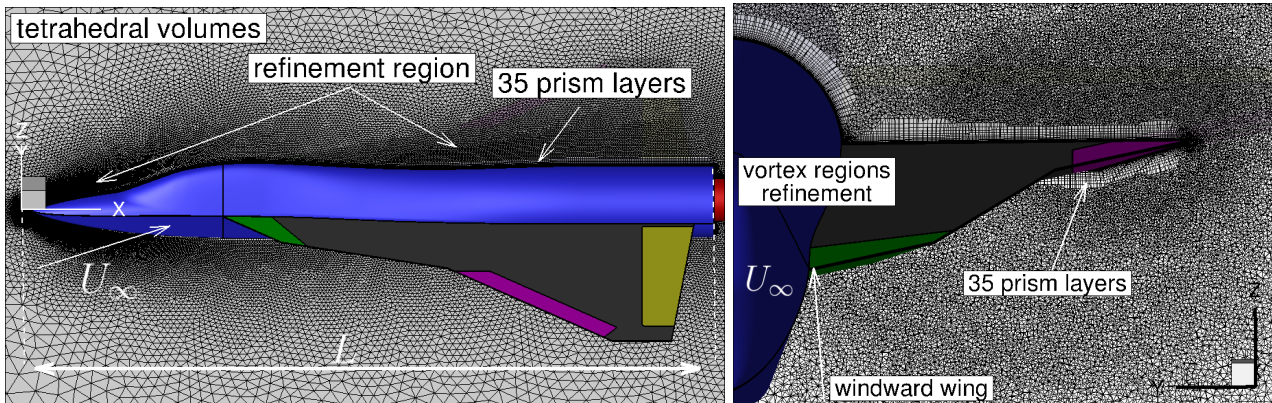 tetrahedral volumes
refinement region
35 prism layers
Z
X
U∞
L
vortex regions
refinement
U∞
35 prism layers
windward wing
Z
Y